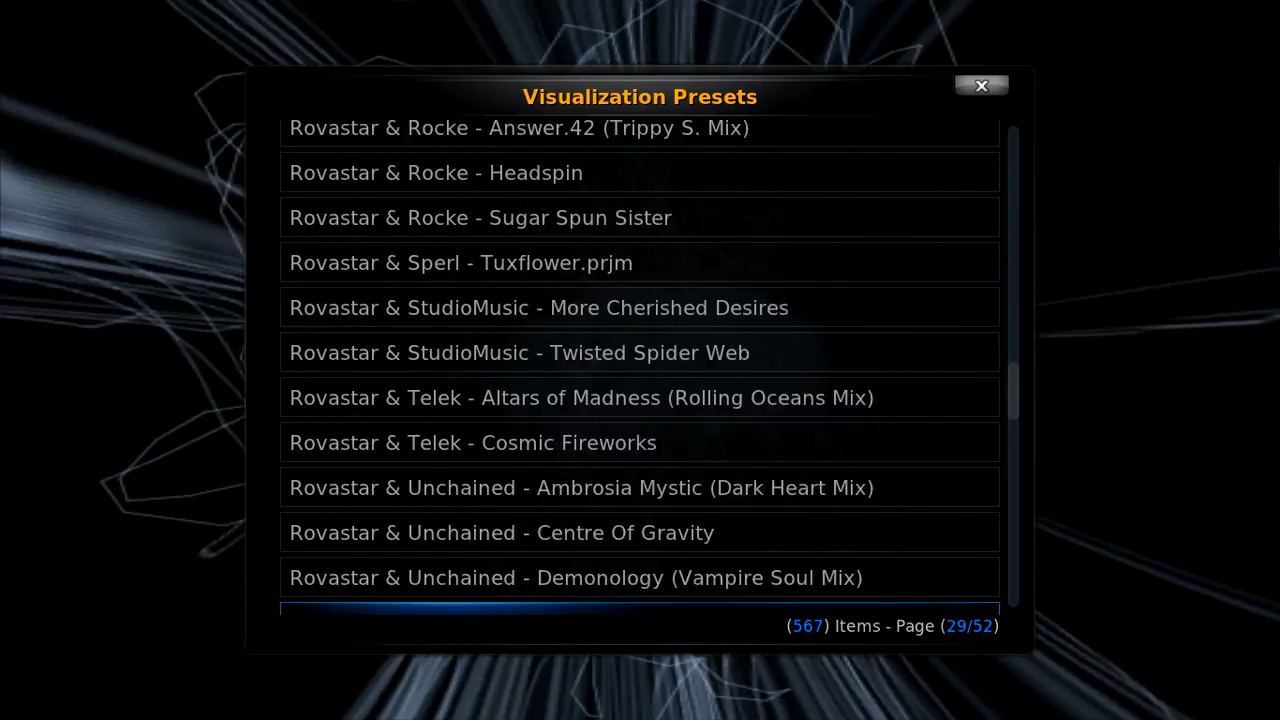 Visualization Presets
Rovastar & Rocke - Answer.42 (Trippy S. Mix)
Rovastar & Rocke - Headspin
Rovastar & Rocke - Sugar Spun Sister
Rovastar & Sperl - Tuxflower.prjm
Rovastar & StudioMusic - More Cherished Desires
Rovastar & StudioMusic - Twisted Spider Web
Rovastar & Telek - Altars of Madness (Rolling Oceans Mix)
Rovastar & Telek - Cosmic Fireworks
Rovastar & Unchained - Ambrosia Mystic (Dark Heart Mix)
Rovastar & Unchained - Centre Of Gravity
Rovastar & Unchained - Demonology (Vampire Soul Mix)
(567) Items - Page (29/52)